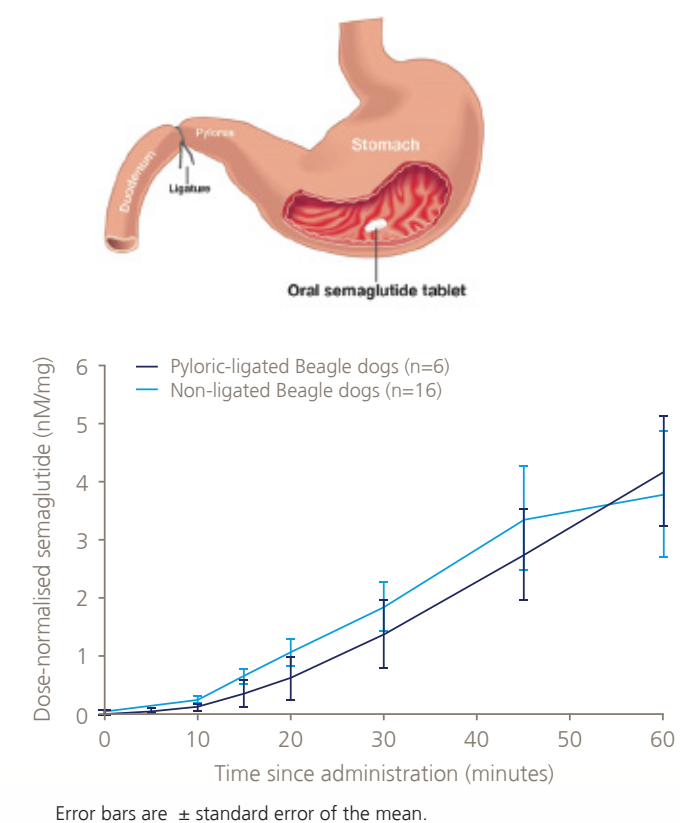 Stomach
Pylorus
Duodenum
Ligature
Oral semaglutide tablet
Dose-normalised semaglutide (nM/mg)
6
5
4
3
2
1
0
Pyloric-ligated Beagle dogs (n=6)
Non-ligated Beagle dogs (n=16)
0 10 20 30 40 50 60
Time since administration (minutes)
Error bars are ± standard error of the mean.